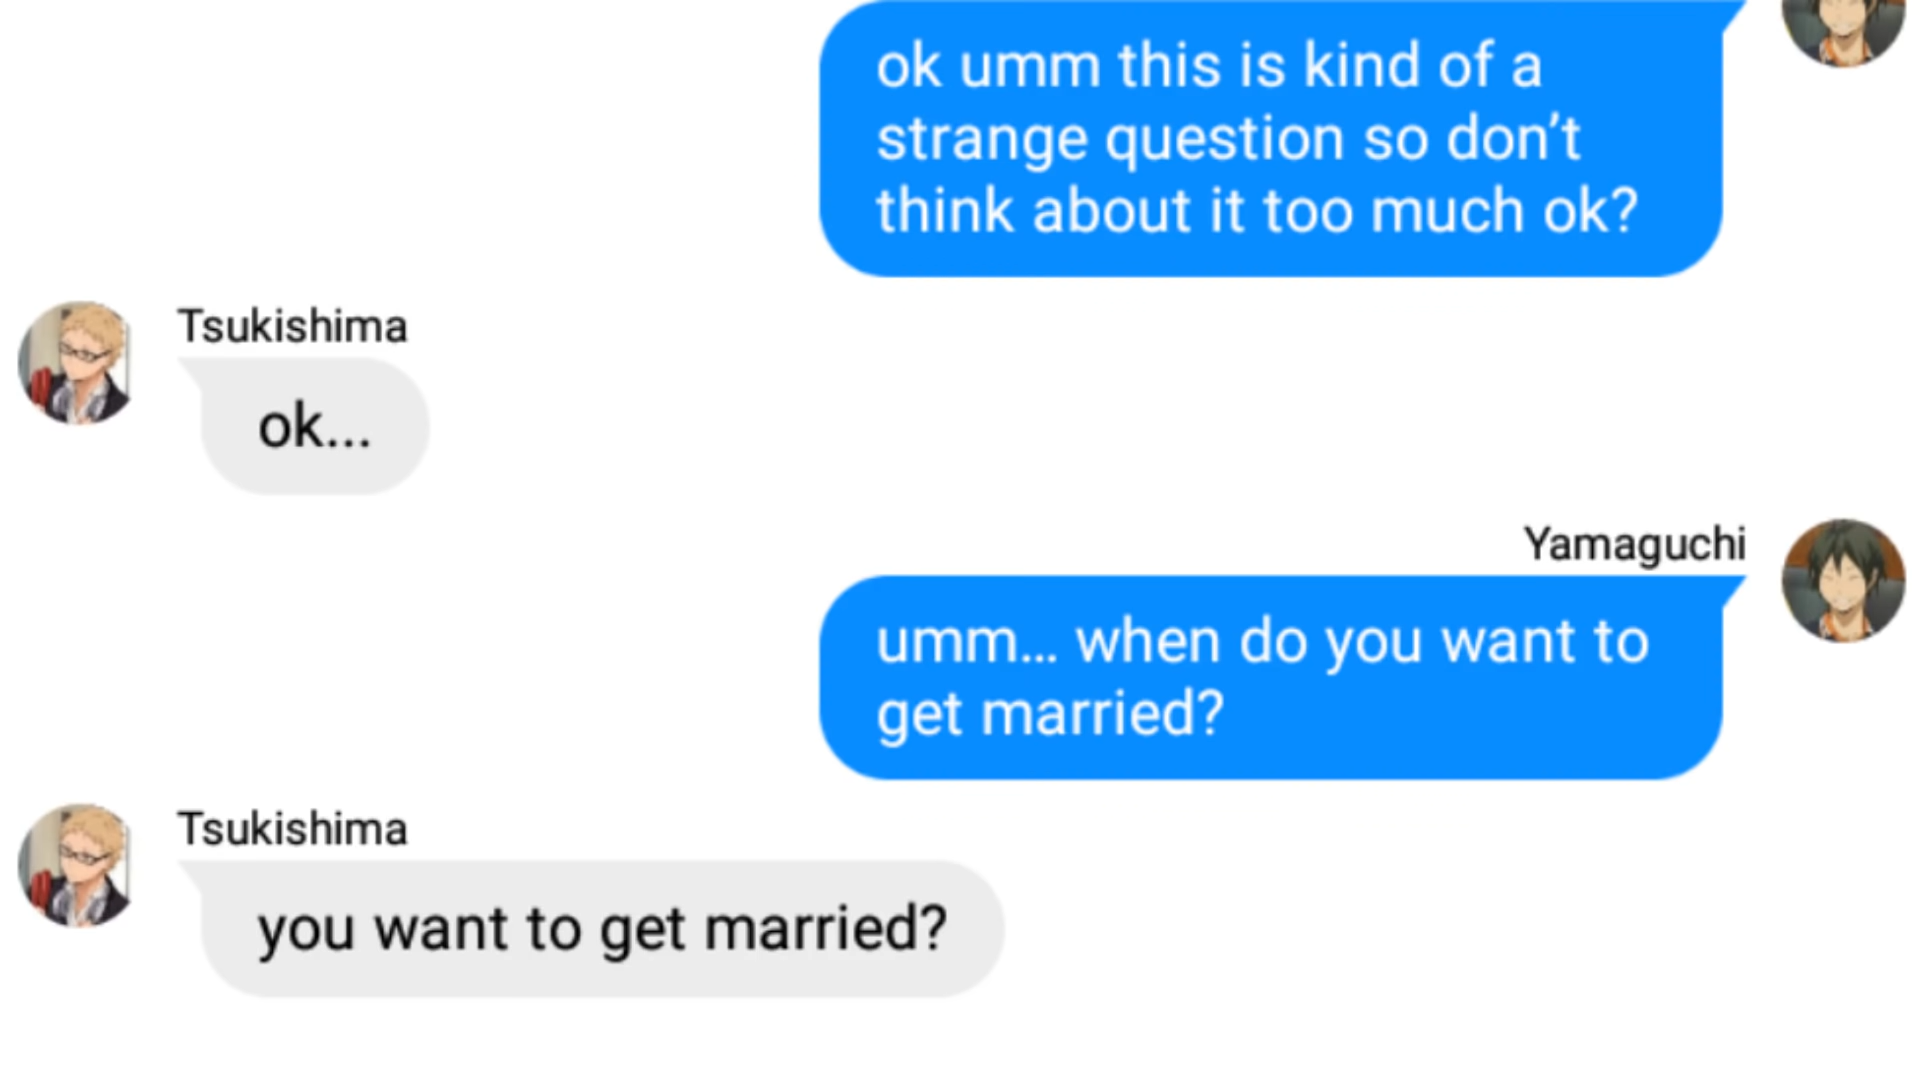 ok umm this is kind of a
strange question so don’t
think about it too much ok?
Tsukishima
ok...
Yamaguchi
umm... when do you want to
get married?
Tsukishima
you want to get married?